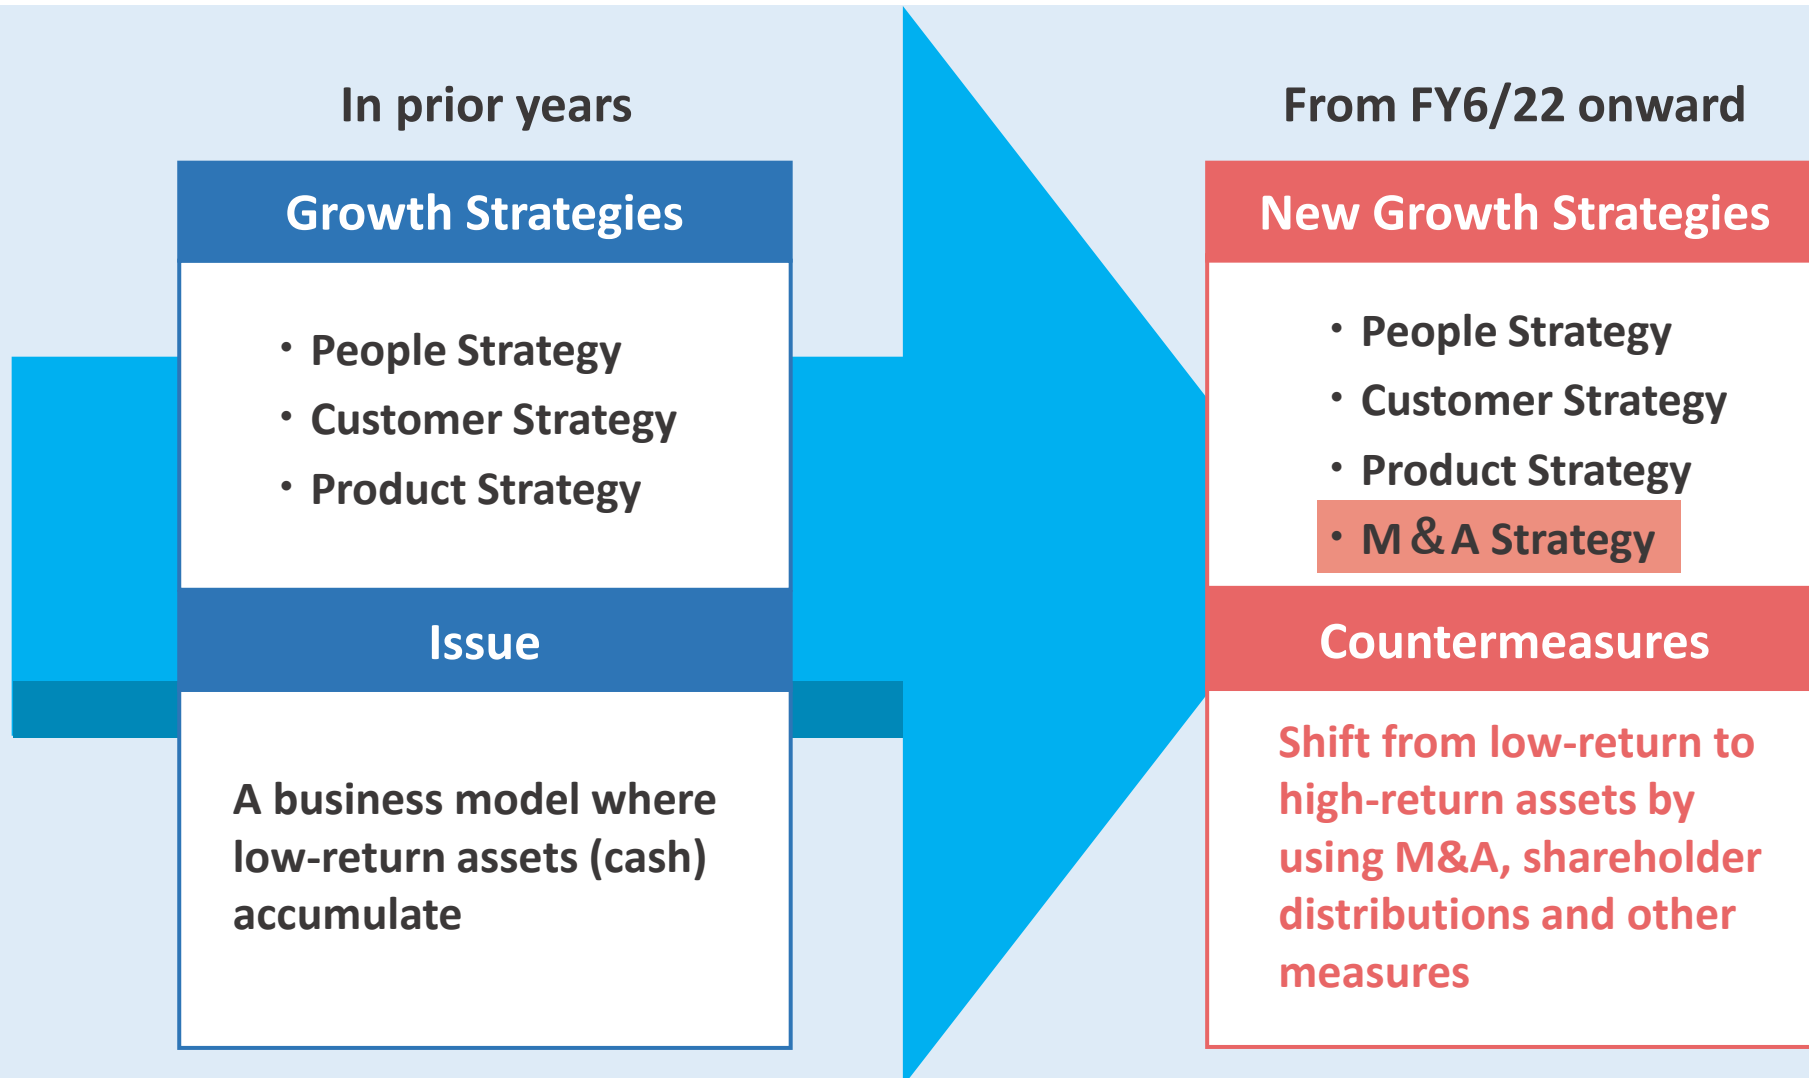 In prior years
Growth Strategies
・People Strategy
・Customer Strategy
・Product Strategy
Issue
A business model where
low-return assets (cash)
accumulate
From FY6/22 onward
New Growth Strategies
・People Strategy
・Customer Strategy
・Product Strategy
・M＆A Strategy
Countermeasures
Shift from low-return to
high-return assets by
using M&A, shareholder
distributions and other
measures